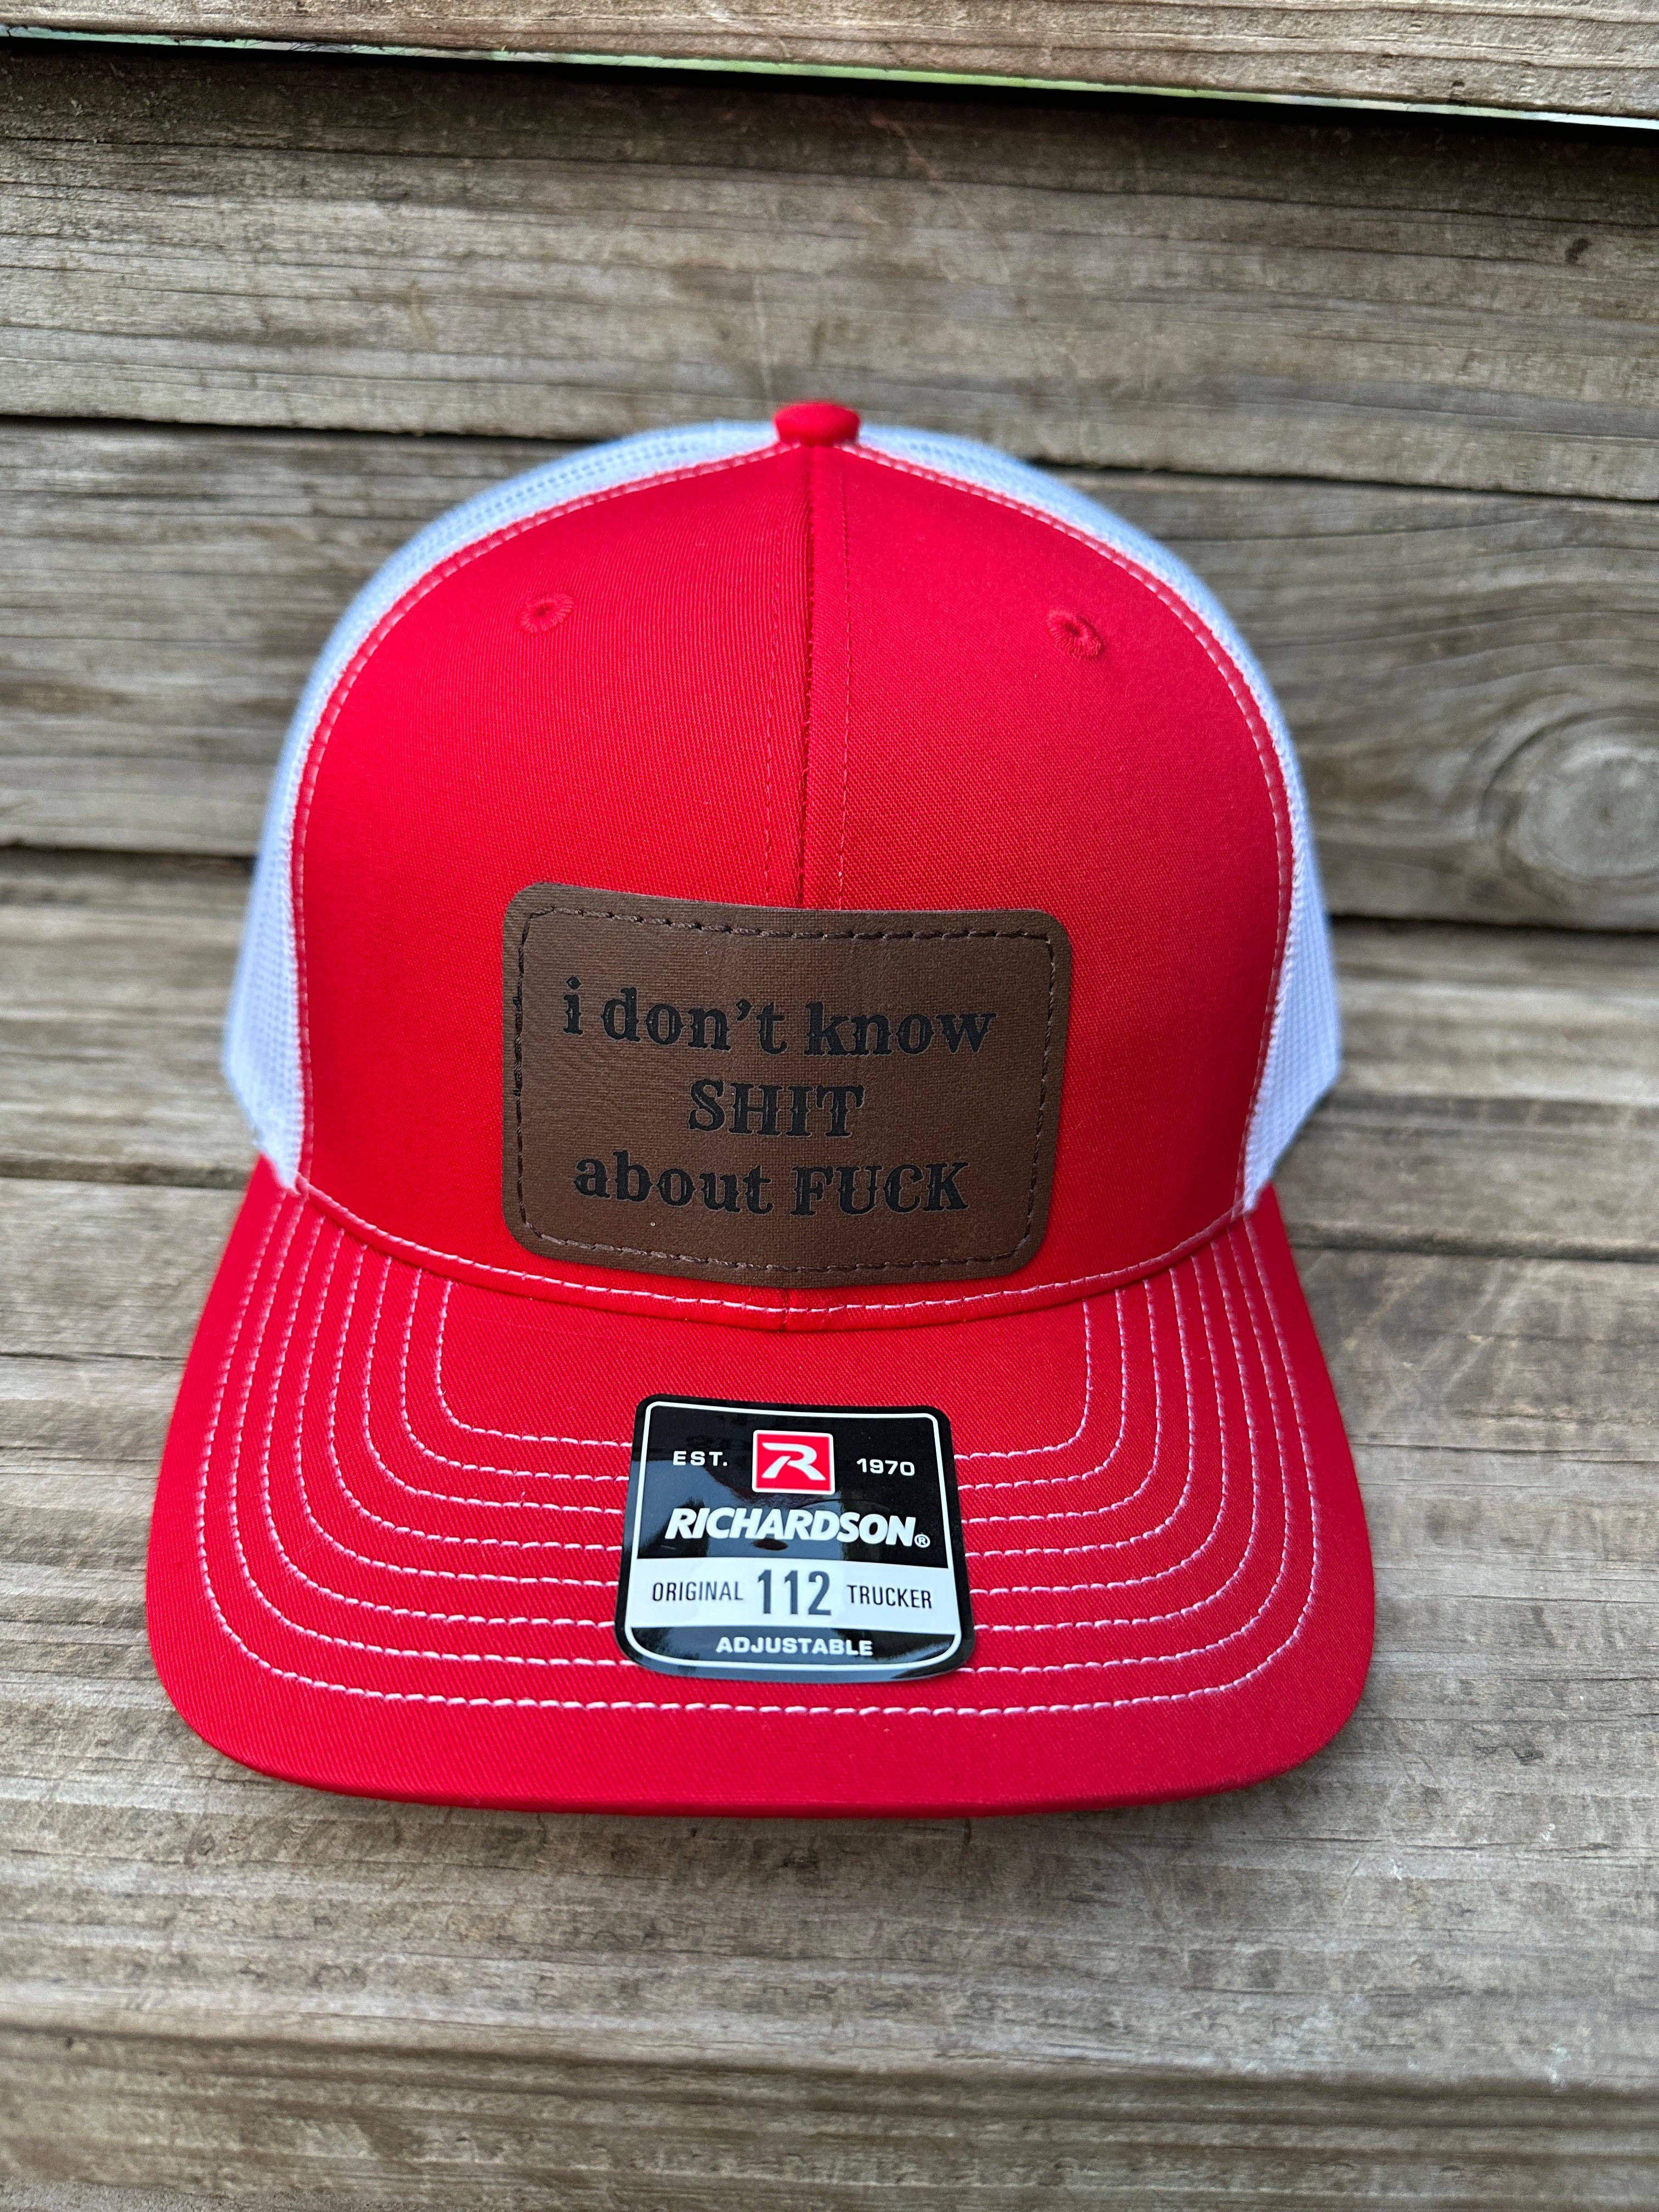 i don't know
SHIT
about FUCK
EST. R 1970
RICHARDSON®
ORIGINAL 112 TRUCKER
ADJUSTABLE